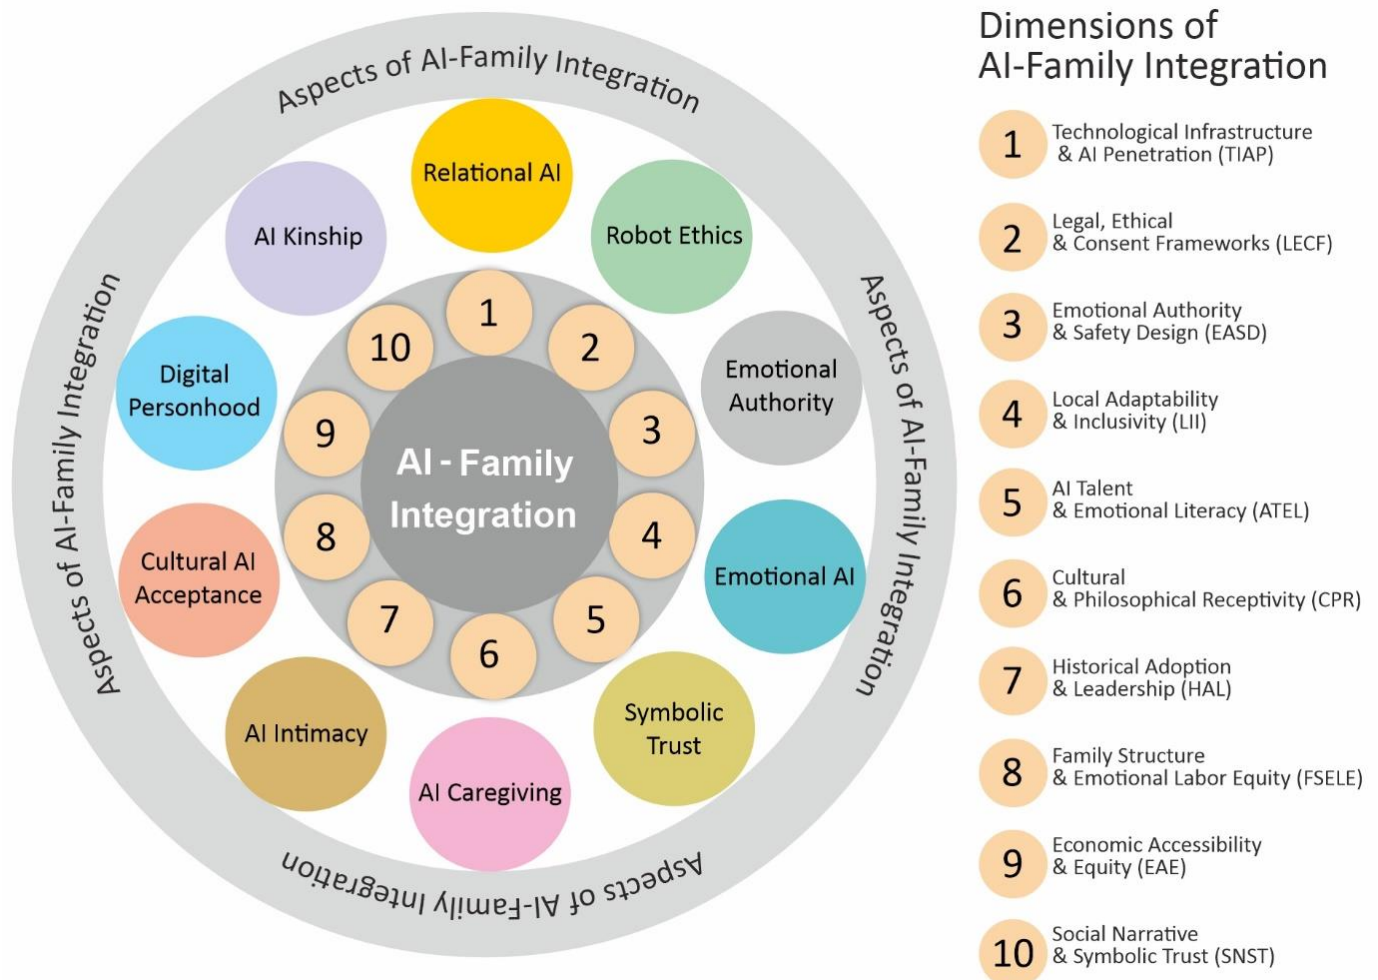 Aspects of AI-Family Integration
Relational AI
Robot Ethics
Emotional
Authority
Emotional AI
Symbolic
Trust
AI Caregiving
AI Intimacy
Cultural AI
Acceptance
Digital
Personhood
AI Kinship
Aspects of AI-Family Integration
Aspects of AI-Family Integration
Aspects of AI-Family Integration
1
2
3
4
5
6
7
8
9
10
AI - Family
Integration
Dimensions of
AI-Family Integration
1
Technological Infrastructure
& AI Penetration (TIAP)
2
Legal, Ethical
& Consent Frameworks (LECF)
3
Emotional Authority
& Safety Design (EASD)
4
Local Adaptability
& Inclusivity (LII)
5
AI Talent
& Emotional Literacy (ATEL)
6
Cultural
& Philosophical Receptivity (CPR)
7
Historical Adoption
& Leadership (HAL)
8
Family Structure
& Emotional Labor Equity (FSELE)
9
Economic Accessibility
& Equity (EAE)
10
Social Narrative
& Symbolic Trust (SNST)